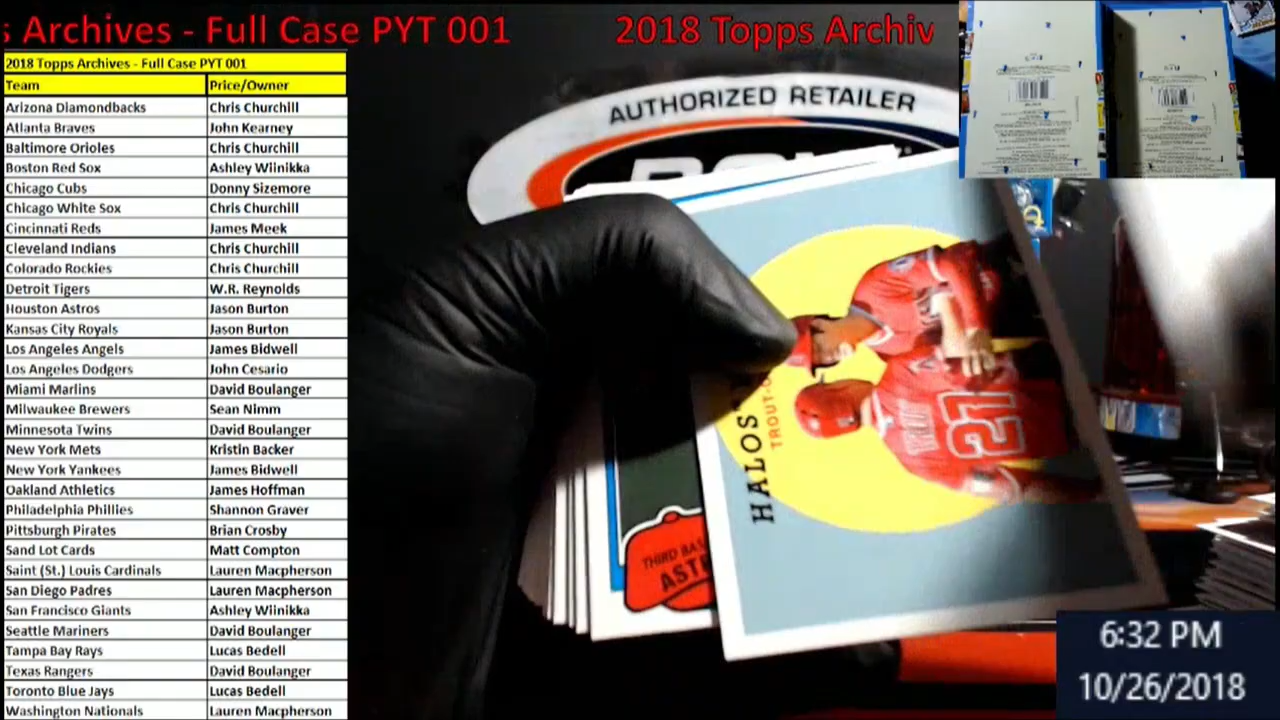 s Archives - Full Case PYT 001 2018 Topps Archiv
2018 Topps Archives - Full Case PYT 001
Team Price/Owner
Arizona Diamondbacks Chris Churchill
Atlanta Braves John Kearney
Baltimore Orioles Chris Churchill
Boston Red Sox Ashley Wiinikka
Chicago Cubs Donny Sizemore
Chicago White Sox Chris Churchill
Cincinnati Reds James Meek
Cleveland Indians Chris Churchill
Colorado Rockies Chris Churchill
Detroit Tigers W.R. Reynolds
Houston Astros Jason Burton
Kansas City Royals Jason Burton
Los Angeles Angels James Bidwell
Los Angeles Dodgers John Cesario
Miami Marlins David Boulanger
Milwaukee Brewers Sean Nimm
Minnesota Twins David Boulanger
New York Mets Kristin Backer
New York Yankees James Bidwell
Oakland Athletics James Hoffman
Philadelphia Phillies Shannon Graver
Pittsburgh Pirates Brian Crosby
Sand Lot Cards Matt Compton
Saint (St.) Louis Cardinals Lauren Macpherson
San Diego Padres Lauren Macpherson
San Francisco Giants Ashley Wiinikka
Seattle Mariners David Boulanger
Tampa Bay Rays Lucas Bedell
Texas Rangers David Boulanger
Toronto Blue Jays Lucas Bedell
Washington Nationals Lauren Macpherson
AUTHORIZED RETAILER
HALOS
TROUT-
THIRD BAS
AST
6:32 PM
10/26/2018